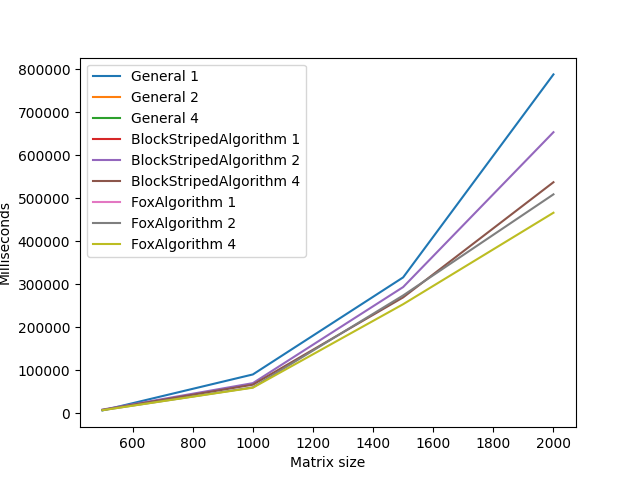 800000
700000
600000
500000
400000
300000
200000
100000
0
Milliseconds
General 1
General 2
General 4
BlockStripedAlgorithm 1
BlockStripedAlgorithm 2
BlockStripedAlgorithm 4
FoxAlgorithm 1
FoxAlgorithm 2
FoxAlgorithm 4
600 800 1000 1200 1400 1600 1800 2000
Matrix size